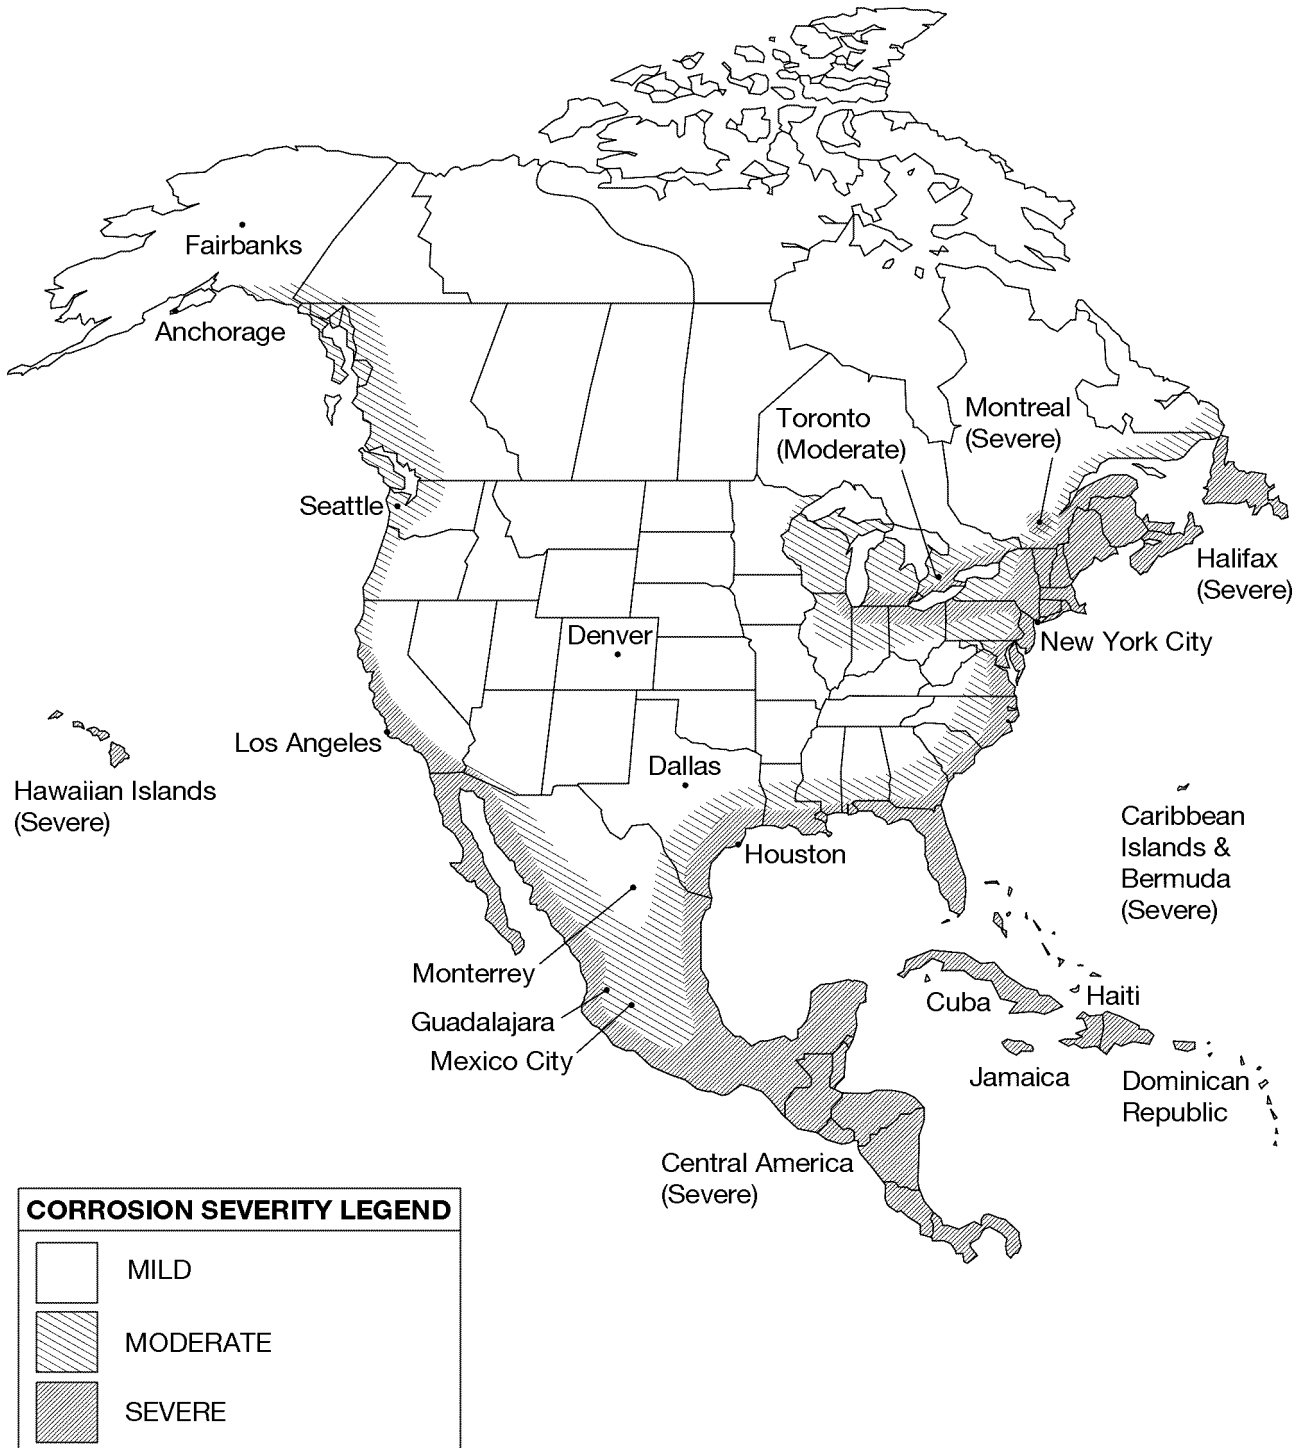 Fairbanks
Anchorage
Toronto
(Moderate)
Montreal
(Severe)
Seattle
Halifax
(Severe)
Denver
New York City
Los Angeles
Dallas
Hawaiian Islands
(Severe)
Caribbean
Islands &
Bermuda
(Severe)
Houston
Monterrey
Guadalajara
Mexico City
Cuba
Haiti
Jamaica
Dominican
Republic
Central America
(Severe)
CORROSION SEVERITY LEGEND
MILD
MODERATE
SEVERE